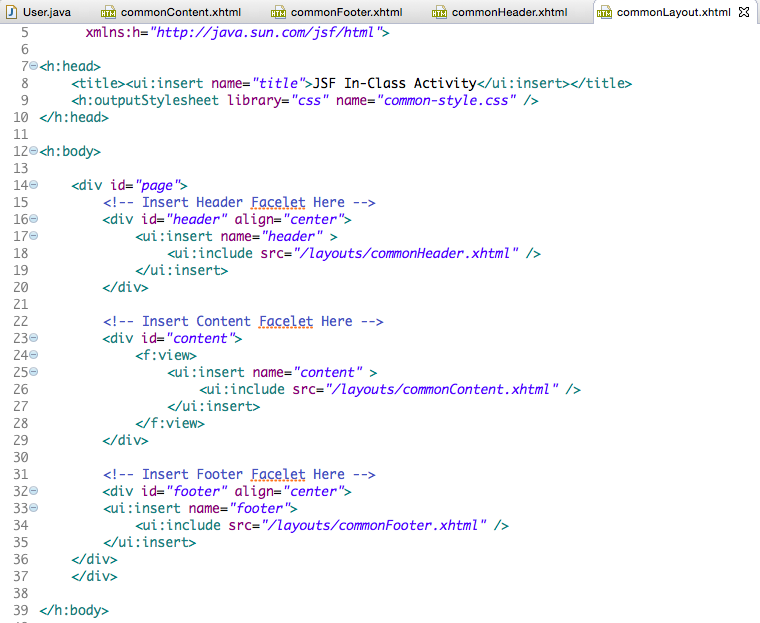 User.java commonContent.xhtml commonFooter.xhtml commonHeader.xhtml commonLayout.xhtml
5 xmlns:h="http://java.sun.com/jsf/html">
6
7 <h:head>
8 <title><ui:insert name="title">JSF In-Class Activity</ui:insert></title>
9 <h:outputStylesheet library="css" name="common-style.css" />
10 </h:head>
11
12 <h:body>
13
14 <div id="page">
15 <!-- Insert Header Facelet Here -->
16 <div id="header" align="center">
17 <ui:insert name="header" >
18 <ui:include src="/layouts/commonHeader.xhtml" />
19 </ui:insert>
20 </div>
21
22 <!-- Insert Content Facelet Here -->
23 <div id="content">
24 <f:view>
25 <ui:insert name="content" >
26 <ui:include src="/layouts/commonContent.xhtml" />
27 </ui:insert>
28 </f:view>
29 </div>
30
31 <!-- Insert Footer Facelet Here -->
32 <div id="footer" align="center">
33 <ui:insert name="footer">
34 <ui:include src="/layouts/commonFooter.xhtml" />
35 </ui:insert>
36 </div>
37 </div>
38
39 </h:body>